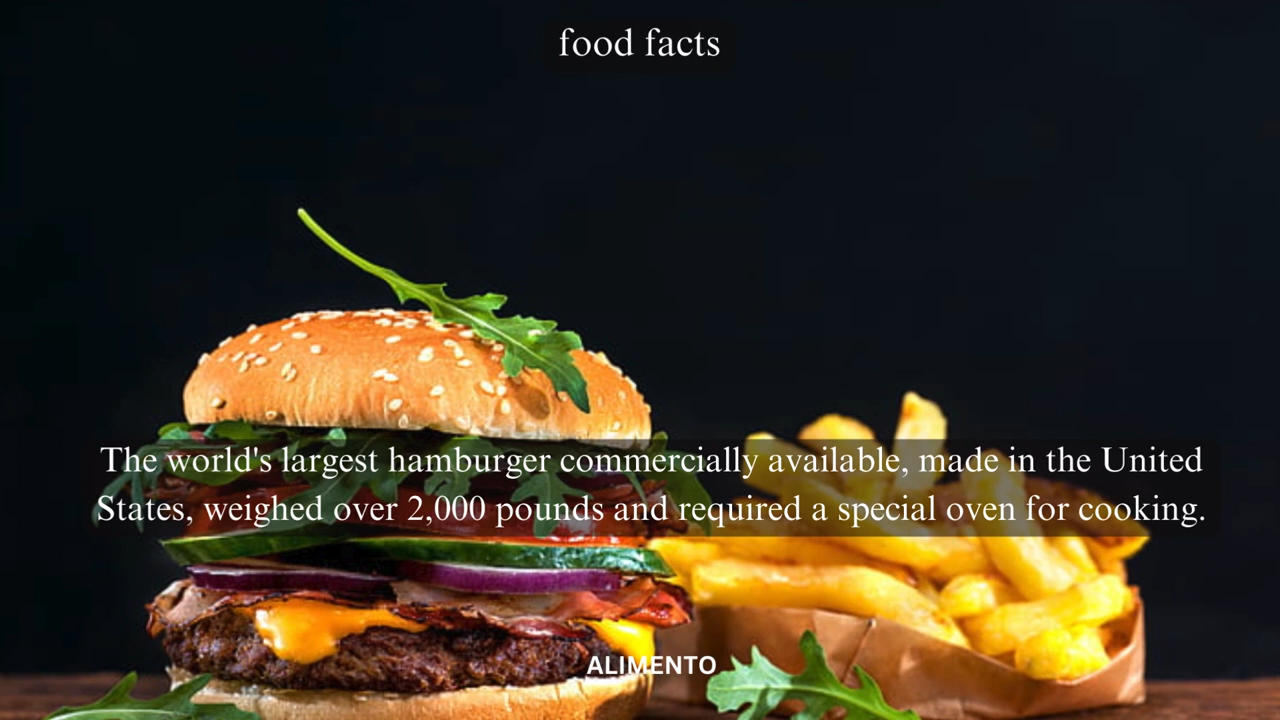 food facts
The world's largest hamburger commercially available, made in the United
States, weighed over 2,000 pounds and required a special oven for cooking.
ALIMENTO